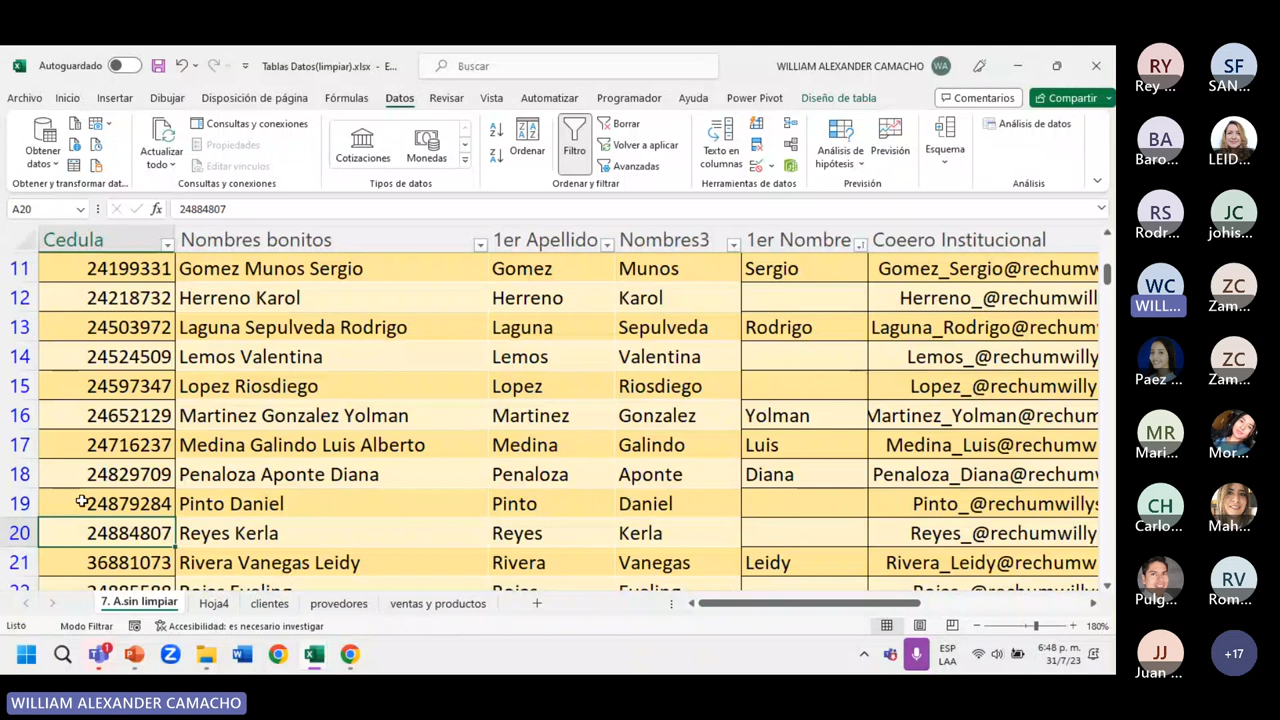 Autoguardado
Tablas Datos(limpiar).xlsx - E...
Buscar
WILLIAM ALEXANDER CAMACHO
WA
Archivo Inicio Insertar Dibujar Disposición de página Fórmulas Datos Revisar Vista Automatizar Programador Ayuda Power Pivot Diseño de tabla
Comentarios
Compartir
Obtener datos
Actualizar todo
Consultas y conexiones
Propiedades
Editar vínculos
Cotizaciones
Monedas
Ordenar
Filtro
Borrar
Volver a aplicar
Avanzadas
Texto en columnas
Análisis de hipótesis
Previsión
Esquema
Análisis de datos
Obtener y transformar dat...
Consultas y conexiones
Tipos de datos
Ordenar y filtrar
Herramientas de datos
Previsión
Análisis
A20
fx
24884807
Cedula Nombres bonitos 1er Apellido Nombres3 1er Nombre Coeero Institucional
11 24199331 Gomez Munos Sergio Gomez Munos Sergio Gomez_Sergio@rechumw
12 24218732 Herreno Karol Herreno Karol Herreno_@rechumwill
13 24503972 Laguna Sepulveda Rodrigo Laguna Sepulveda Rodrigo Laguna_Rodrigo@rechum
14 24524509 Lemos Valentina Lemos Valentina Lemos_@rechumwilly
15 24597347 Lopez Riosdiego Lopez Riosdiego Lopez_@rechumwilly
16 24652129 Martinez Gonzalez Yolman Martinez Gonzalez Yolman Martinez_Yolman@rechum
17 24716237 Medina Galindo Luis Alberto Medina Galindo Luis Medina_Luis@rechumw
18 24829709 Penaloza Aponte Diana Penaloza Aponte Diana Penaloza_Diana@rechum
19 24879284 Pinto Daniel Pinto Daniel Pinto_@rechumwillys
20 24884807 Reyes Kerla Reyes Kerla Reyes_@rechumwilly
21 36881073 Rivera Vanegas Leidy Rivera Vanegas Leidy Rivera_Leidy@rechumw
7. A.sin limpiar Hoja4 clientes provedores ventas y productos
Listo Modo Filtrar Accesibilidad: es necesario investigar 180%
1
ESP
LAA
6:48 p. m.
31/7/23
WILLIAM ALEXANDER CAMACHO
RY
Rey ...
SF
SAN...
BA
Baro...
LEID...
RS
Rodr...
JC
johis...
WC
WILL...
ZC
Zam...
Paez ...
ZC
Zam...
MR
Mari...
Mor...
CH
Carlo...
Mah...
Pulg...
RV
Rom...
JJ
Juan ...
+17